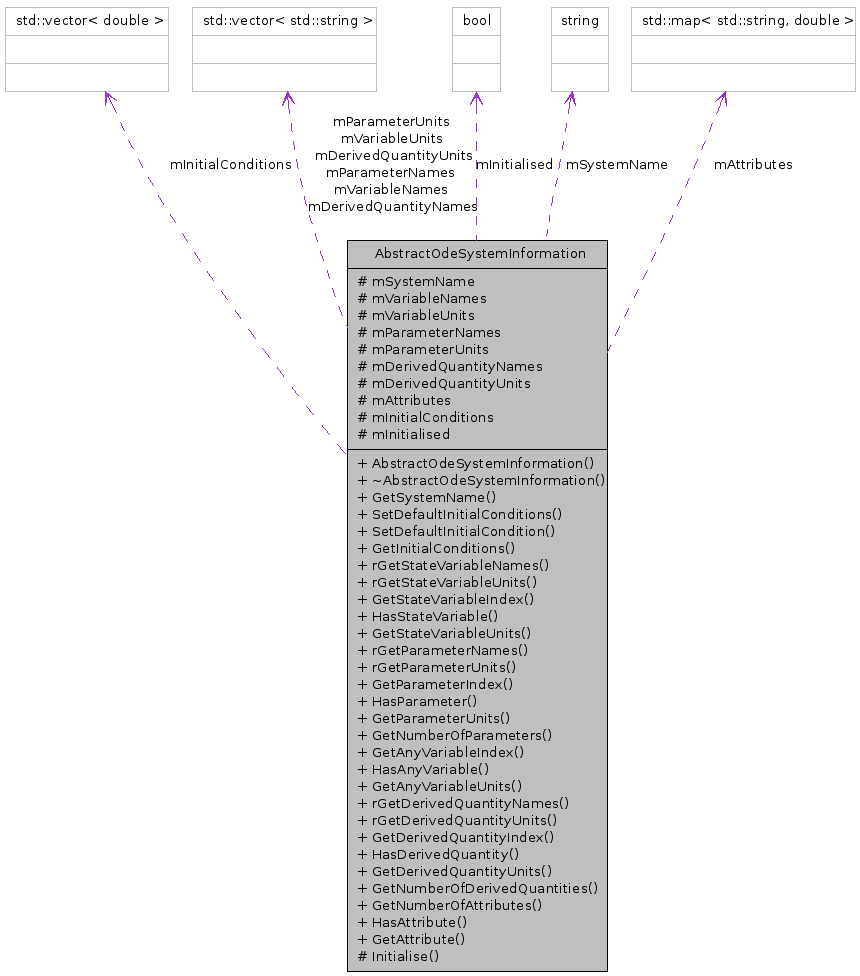 std::vector< double >
std::vector< std::string >
bool
string
std::map< std::string, double >
mInitialConditions
mParameterUnits
mVariableUnits
mDerivedQuantityUnits
mParameterNames
mVariableNames
mDerivedQuantityNames
mInitialised
mSystemName
mAttributes
AbstractOdeSystemInformation
# mSystemName
# mVariableNames
# mVariableUnits
# mParameterNames
# mParameterUnits
# mDerivedQuantityNames
# mDerivedQuantityUnits
# mAttributes
# mInitialConditions
# mInitialised
+ AbstractOdeSystemInformation()
+ ~AbstractOdeSystemInformation()
+ GetSystemName()
+ SetDefaultInitialConditions()
+ SetDefaultInitialCondition()
+ GetInitialConditions()
+ rGetStateVariableNames()
+ rGetStateVariableUnits()
+ GetStateVariableIndex()
+ HasStateVariable()
+ GetStateVariableUnits()
+ rGetParameterNames()
+ rGetParameterUnits()
+ GetParameterIndex()
+ HasParameter()
+ GetParameterUnits()
+ GetNumberOfParameters()
+ GetAnyVariableIndex()
+ HasAnyVariable()
+ GetAnyVariableUnits()
+ rGetDerivedQuantityNames()
+ rGetDerivedQuantityUnits()
+ GetDerivedQuantityIndex()
+ HasDerivedQuantity()
+ GetDerivedQuantityUnits()
+ GetNumberOfDerivedQuantities()
+ GetNumberOfAttributes()
+ HasAttribute()
+ GetAttribute()
# Initialise()